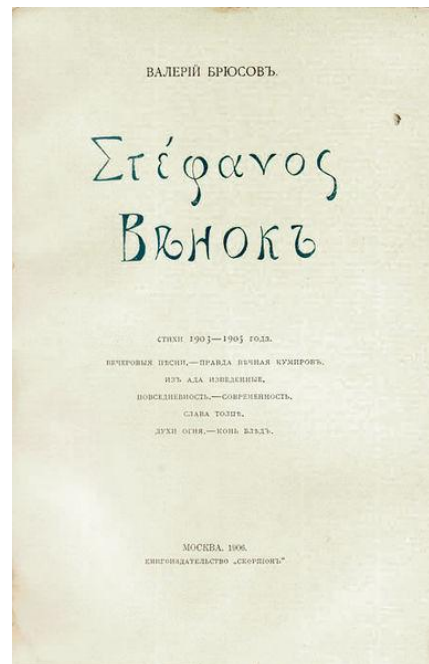 ВАЛЕРІЙ БРЮСОВЪ.
Στέφανος
ВѢНОКЪ
СТИХИ 1903—1905 ГОДА.
ВЕЧЕРОВЫЯ ПѢСНИ.—ПРАВДА ВѢЧНАЯ КУМИРОВЪ.
ИЗЪ АДА ИЗВЕДЕННЫЕ.
ПОВСЕДНЕВНОСТЬ.—СОВРЕМЕННОСТЬ.
СЛАВА ТОЛПѢ.
ДУХИ ОГНЯ.—КОНЬ БЛѢДЪ.
МОСКВА. 1906.
КНИГОИЗДАТЕЛЬСТВО „СКОРПІОНЪ"